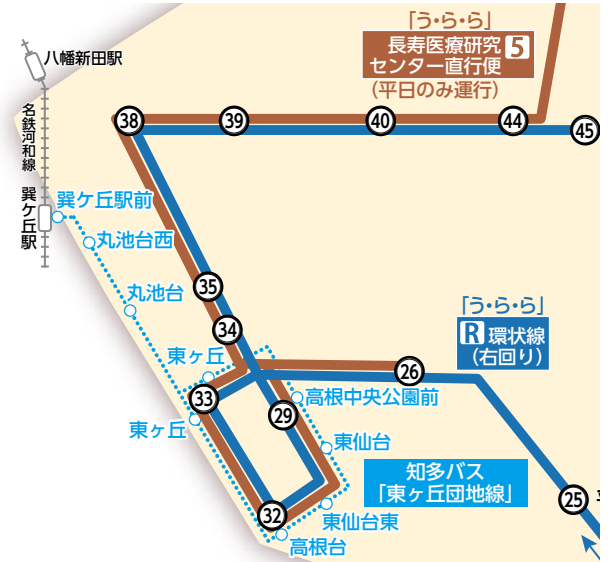 「う・ら・ら」
長寿医療研究 5
センター直行便
(平日のみ運行)
八幡新田駅
名鉄河和線
巽ケ丘駅
38
39
40
44
45
巽ケ丘駅前
丸池台西
丸池台
35
34
「う・ら・ら」
R 環状線
(右回り)
東ヶ丘
26
33
高根中央公園前
29
東ヶ丘
東仙台
知多バス
「東ヶ丘団地線」
25
32
東仙台東
高根台